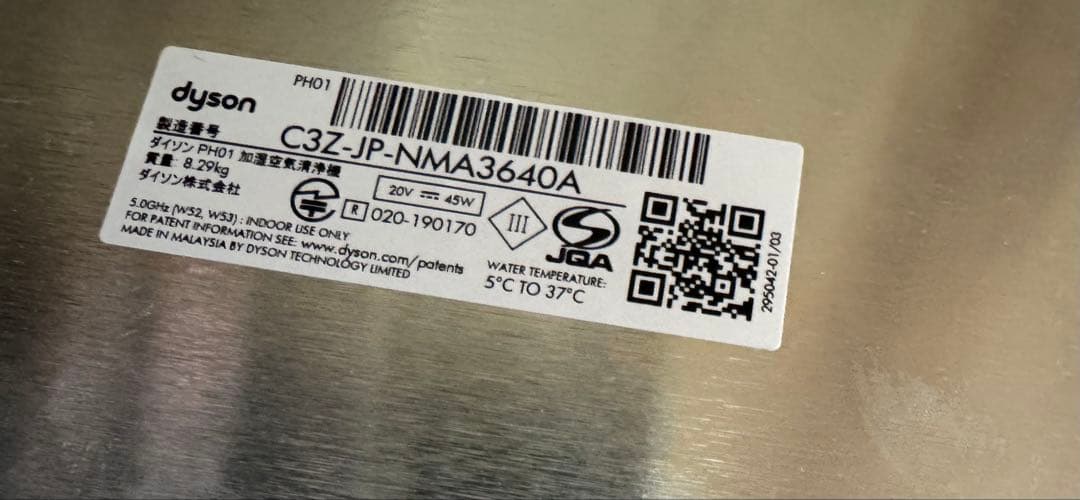 dyson
PH01
製造番号
C3Z-JP-NMA3640A
ダイソン PH01 加湿空気清浄機
質量: 8.29kg
ダイソン株式会社
20V ⎓ 45W
R 020-190170
III
JQA
5.0GHz (W52, W53) : INDOOR USE ONLY
FOR PATENT INFORMATION SEE: www.dyson.com/patents
MADE IN MALAYSIA BY DYSON TECHNOLOGY LIMITED
WATER TEMPERATURE:
5°C TO 37°C
295042-01/03